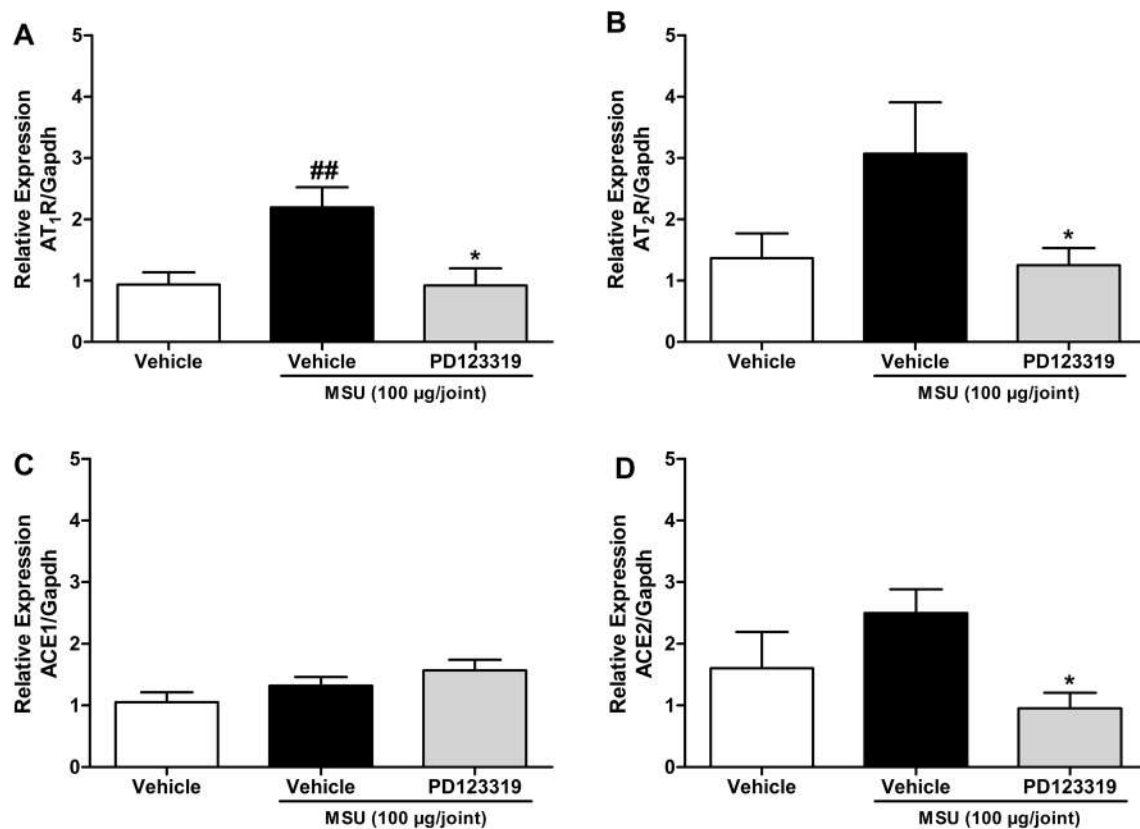 A
Relative Expression
AT₁R/Gapdh
5
4
3
2
1
0
##
*
Vehicle
Vehicle
PD123319
MSU (100 µg/joint)
B
Relative Expression
AT₂R/Gapdh
5
4
3
2
1
0
*
Vehicle
Vehicle
PD123319
MSU (100 µg/joint)
C
Relative Expression
ACE1/Gapdh
5
4
3
2
1
0
Vehicle
Vehicle
PD123319
MSU (100 µg/joint)
D
Relative Expression
ACE2/Gapdh
5
4
3
2
1
0
*
Vehicle
Vehicle
PD123319
MSU (100 µg/joint)